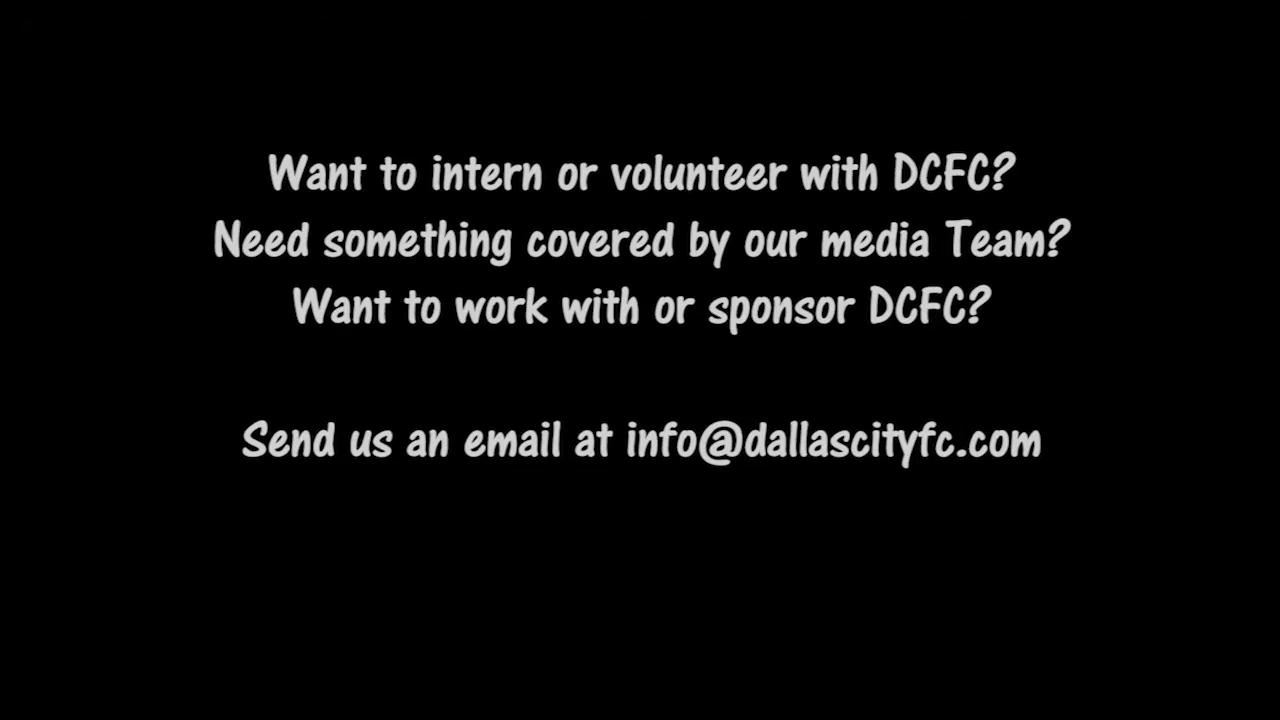 Want to intern or volunteer with DCFC?
Need something covered by our media Team?
Want to work with or sponsor DCFC?
Send us an email at info@dallascityfc.com